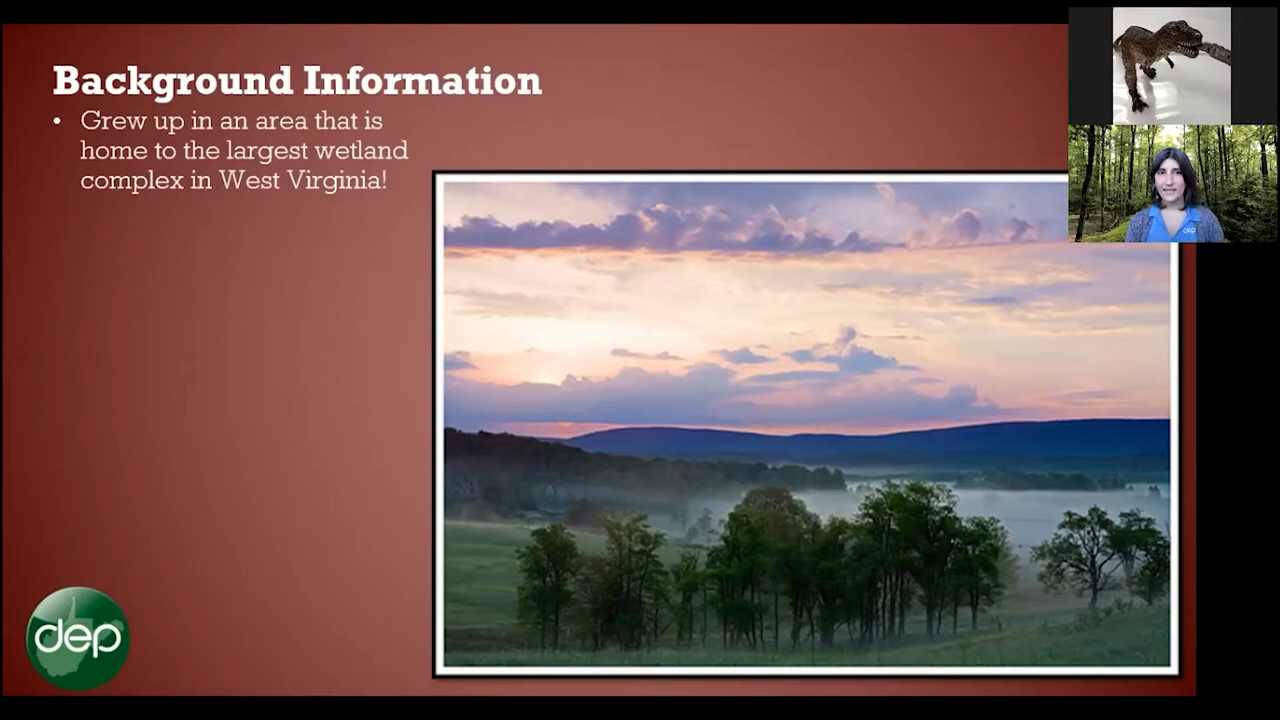 Background Information
• Grew up in an area that is
home to the largest wetland
complex in West Virginia!
dep
dep